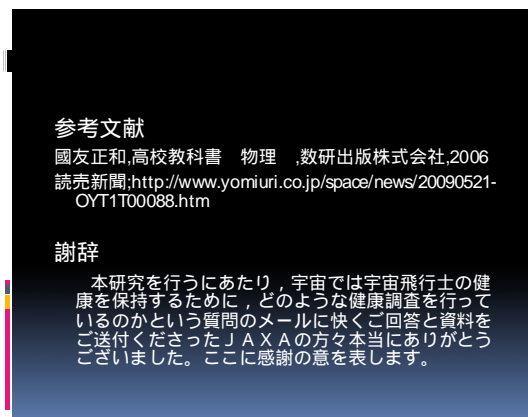 参考文献
國友正和,高校教科書　物理　,数研出版株式会社,2006
読売新聞;http://www.yomiuri.co.jp/space/news/20090521-
OYT1T00088.htm
謝辞
本研究を行うにあたり，宇宙では宇宙飛行士の健
康を保持するために，どのような健康調査を行って
いるのかという質問のメールに快くご回答と資料を
ご送付くださったＪＡＸＡの方々本当にありがとう
ございました。ここに感謝の意を表します。